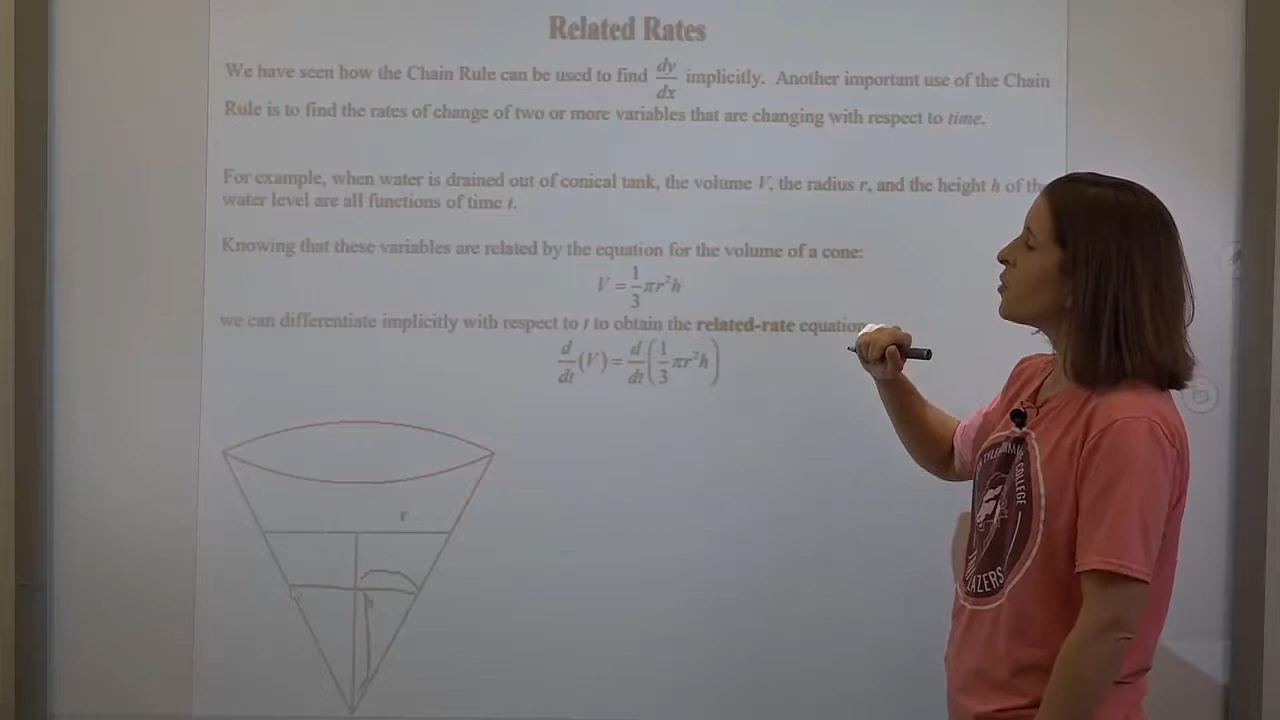 Related Rates
We have seen how the Chain Rule can be used to find dy/dx implicitly. Another important use of the Chain
Rule is to find the rates of change of two or more variables that are changing with respect to time.
For example, when water is drained out of conical tank, the volume V, the radius r, and the height h of th
water level are all functions of time t.
Knowing that these variables are related by the equation for the volume of a cone:
V = 1/3 πr²h
we can differentiate implicitly with respect to t to obtain the related-rate equation
d/dt (V) = d/dt (1/3 πr²h)
r
h
TYLER COLLEGE